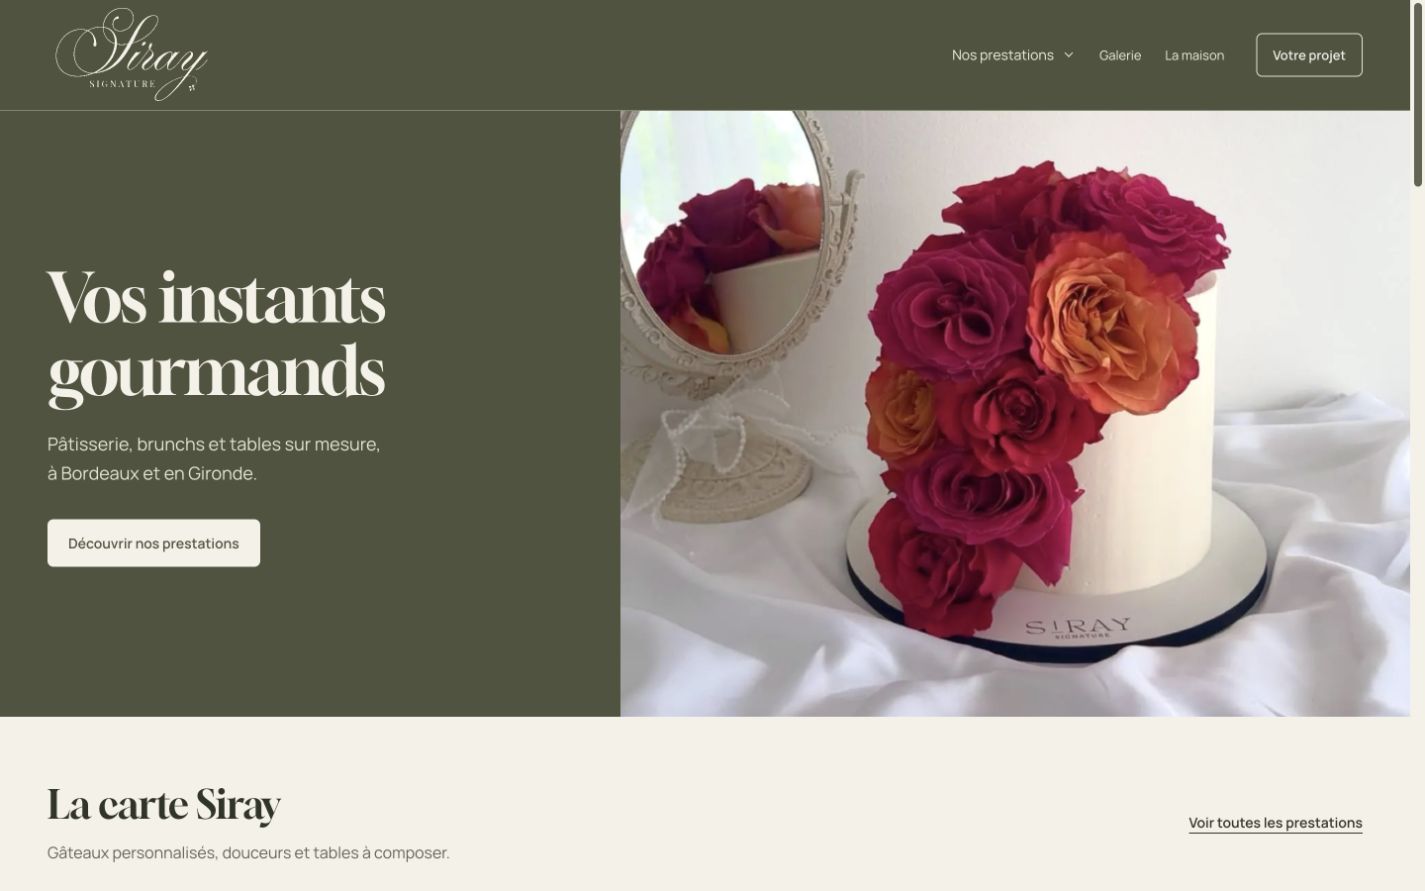 Siray
SIGNATURE
Nos prestations
Galerie
La maison
Votre projet
Vos instants
gourmands
Pâtisserie, brunchs et tables sur mesure,
à Bordeaux et en Gironde.
Découvrir nos prestations
SIRAY
SIGNATURE
La carte Siray
Voir toutes les prestations
Gâteaux personnalisés, douceurs et tables à composer.